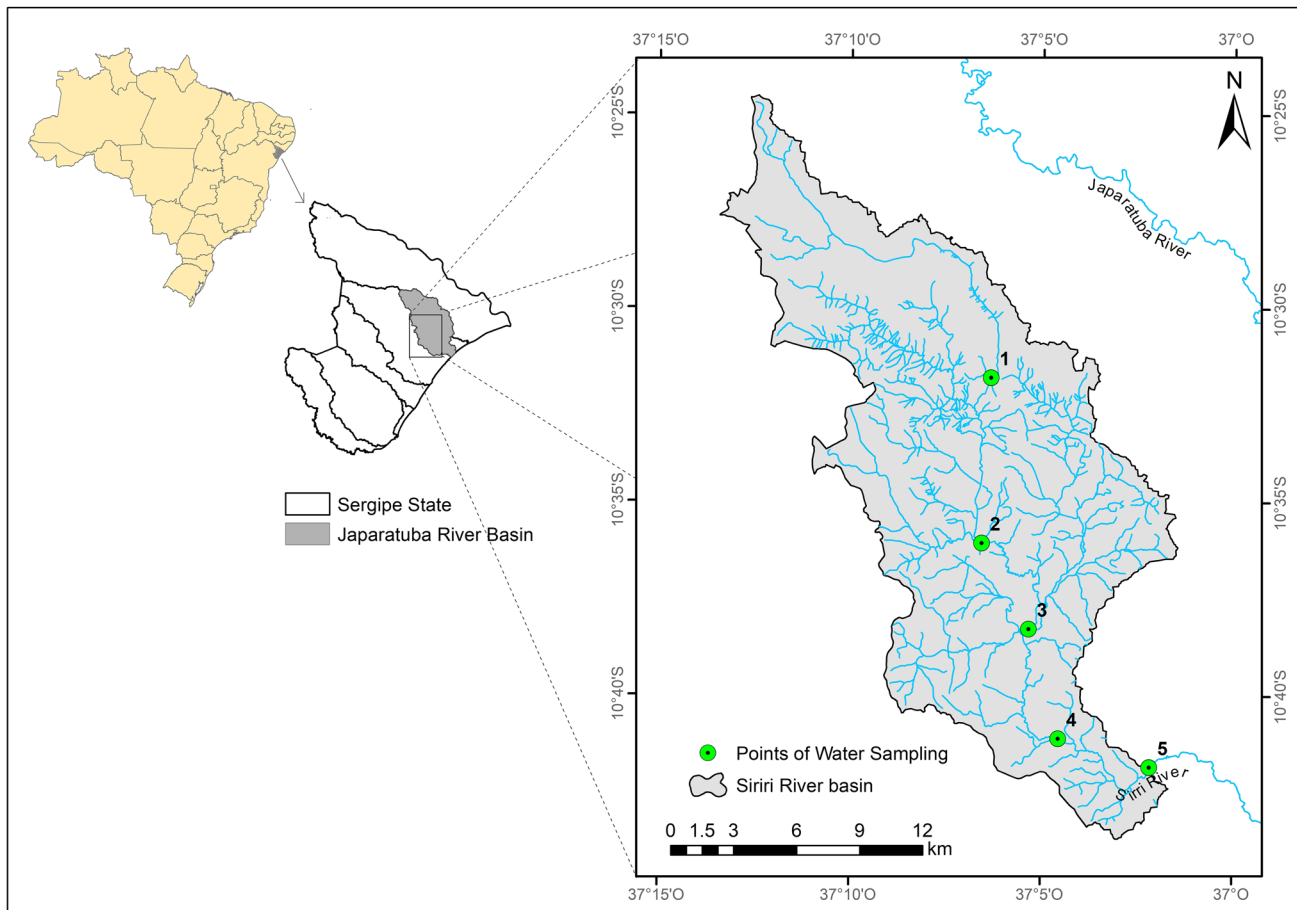 37°15'O
37°10'O
37°5'O
37°O
10°25'S
10°25'S
N
Japaratuba River
10°30'S
10°30'S
1
Sergipe State
Japaratuba River Basin
10°35'S
10°35'S
2
3
10°40'S
10°40'S
4
5
Points of Water Sampling
Siriri River basin
S'irri River
0 1.5 3 6 9 12
km
37°15'O
37°10'O
37°5'O
37°O